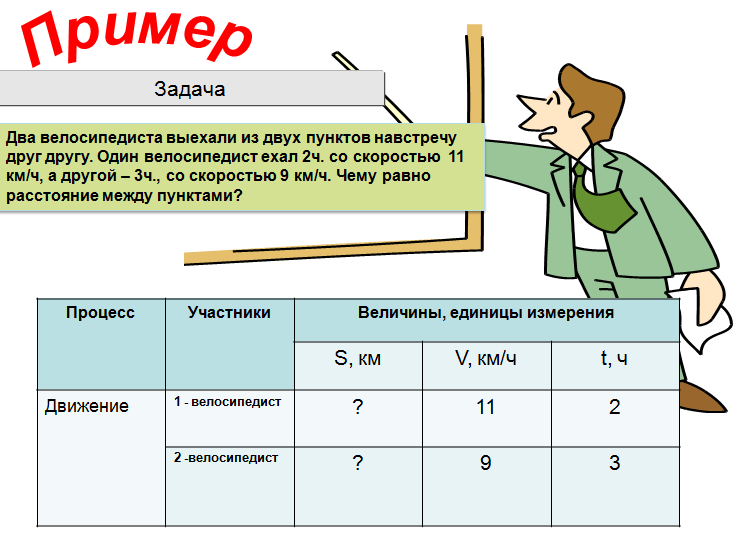 Пример
Задача
Два велосипедиста выехали из двух пунктов навстречу
друг другу. Один велосипедист ехал 2ч. со скоростью 11
км/ч, а другой – 3ч., со скоростью 9 км/ч. Чему равно
расстояние между пунктами?
Процесс Участники Величины, единицы измерения
S, км V, км/ч t, ч
Движение 1 - велосипедист ? 11 2
2 -велосипедист ? 9 3